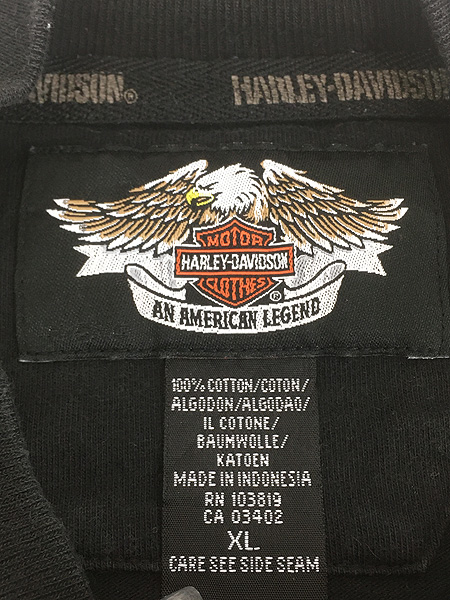 DAVIDSON®
HARLEY-DAVIDSON
MOTOR
HARLEY-DAVIDSON
CLOTHES
®
AN AMERICAN LEGEND
100% COTTON/COTON/
ALGODON/ALGODAO/
IL COTONE/
BAUMWOLLE/
KATOEN
MADE IN INDONESIA
RN 103819
CA 03402
XL
CARE SEE SIDE SEAM